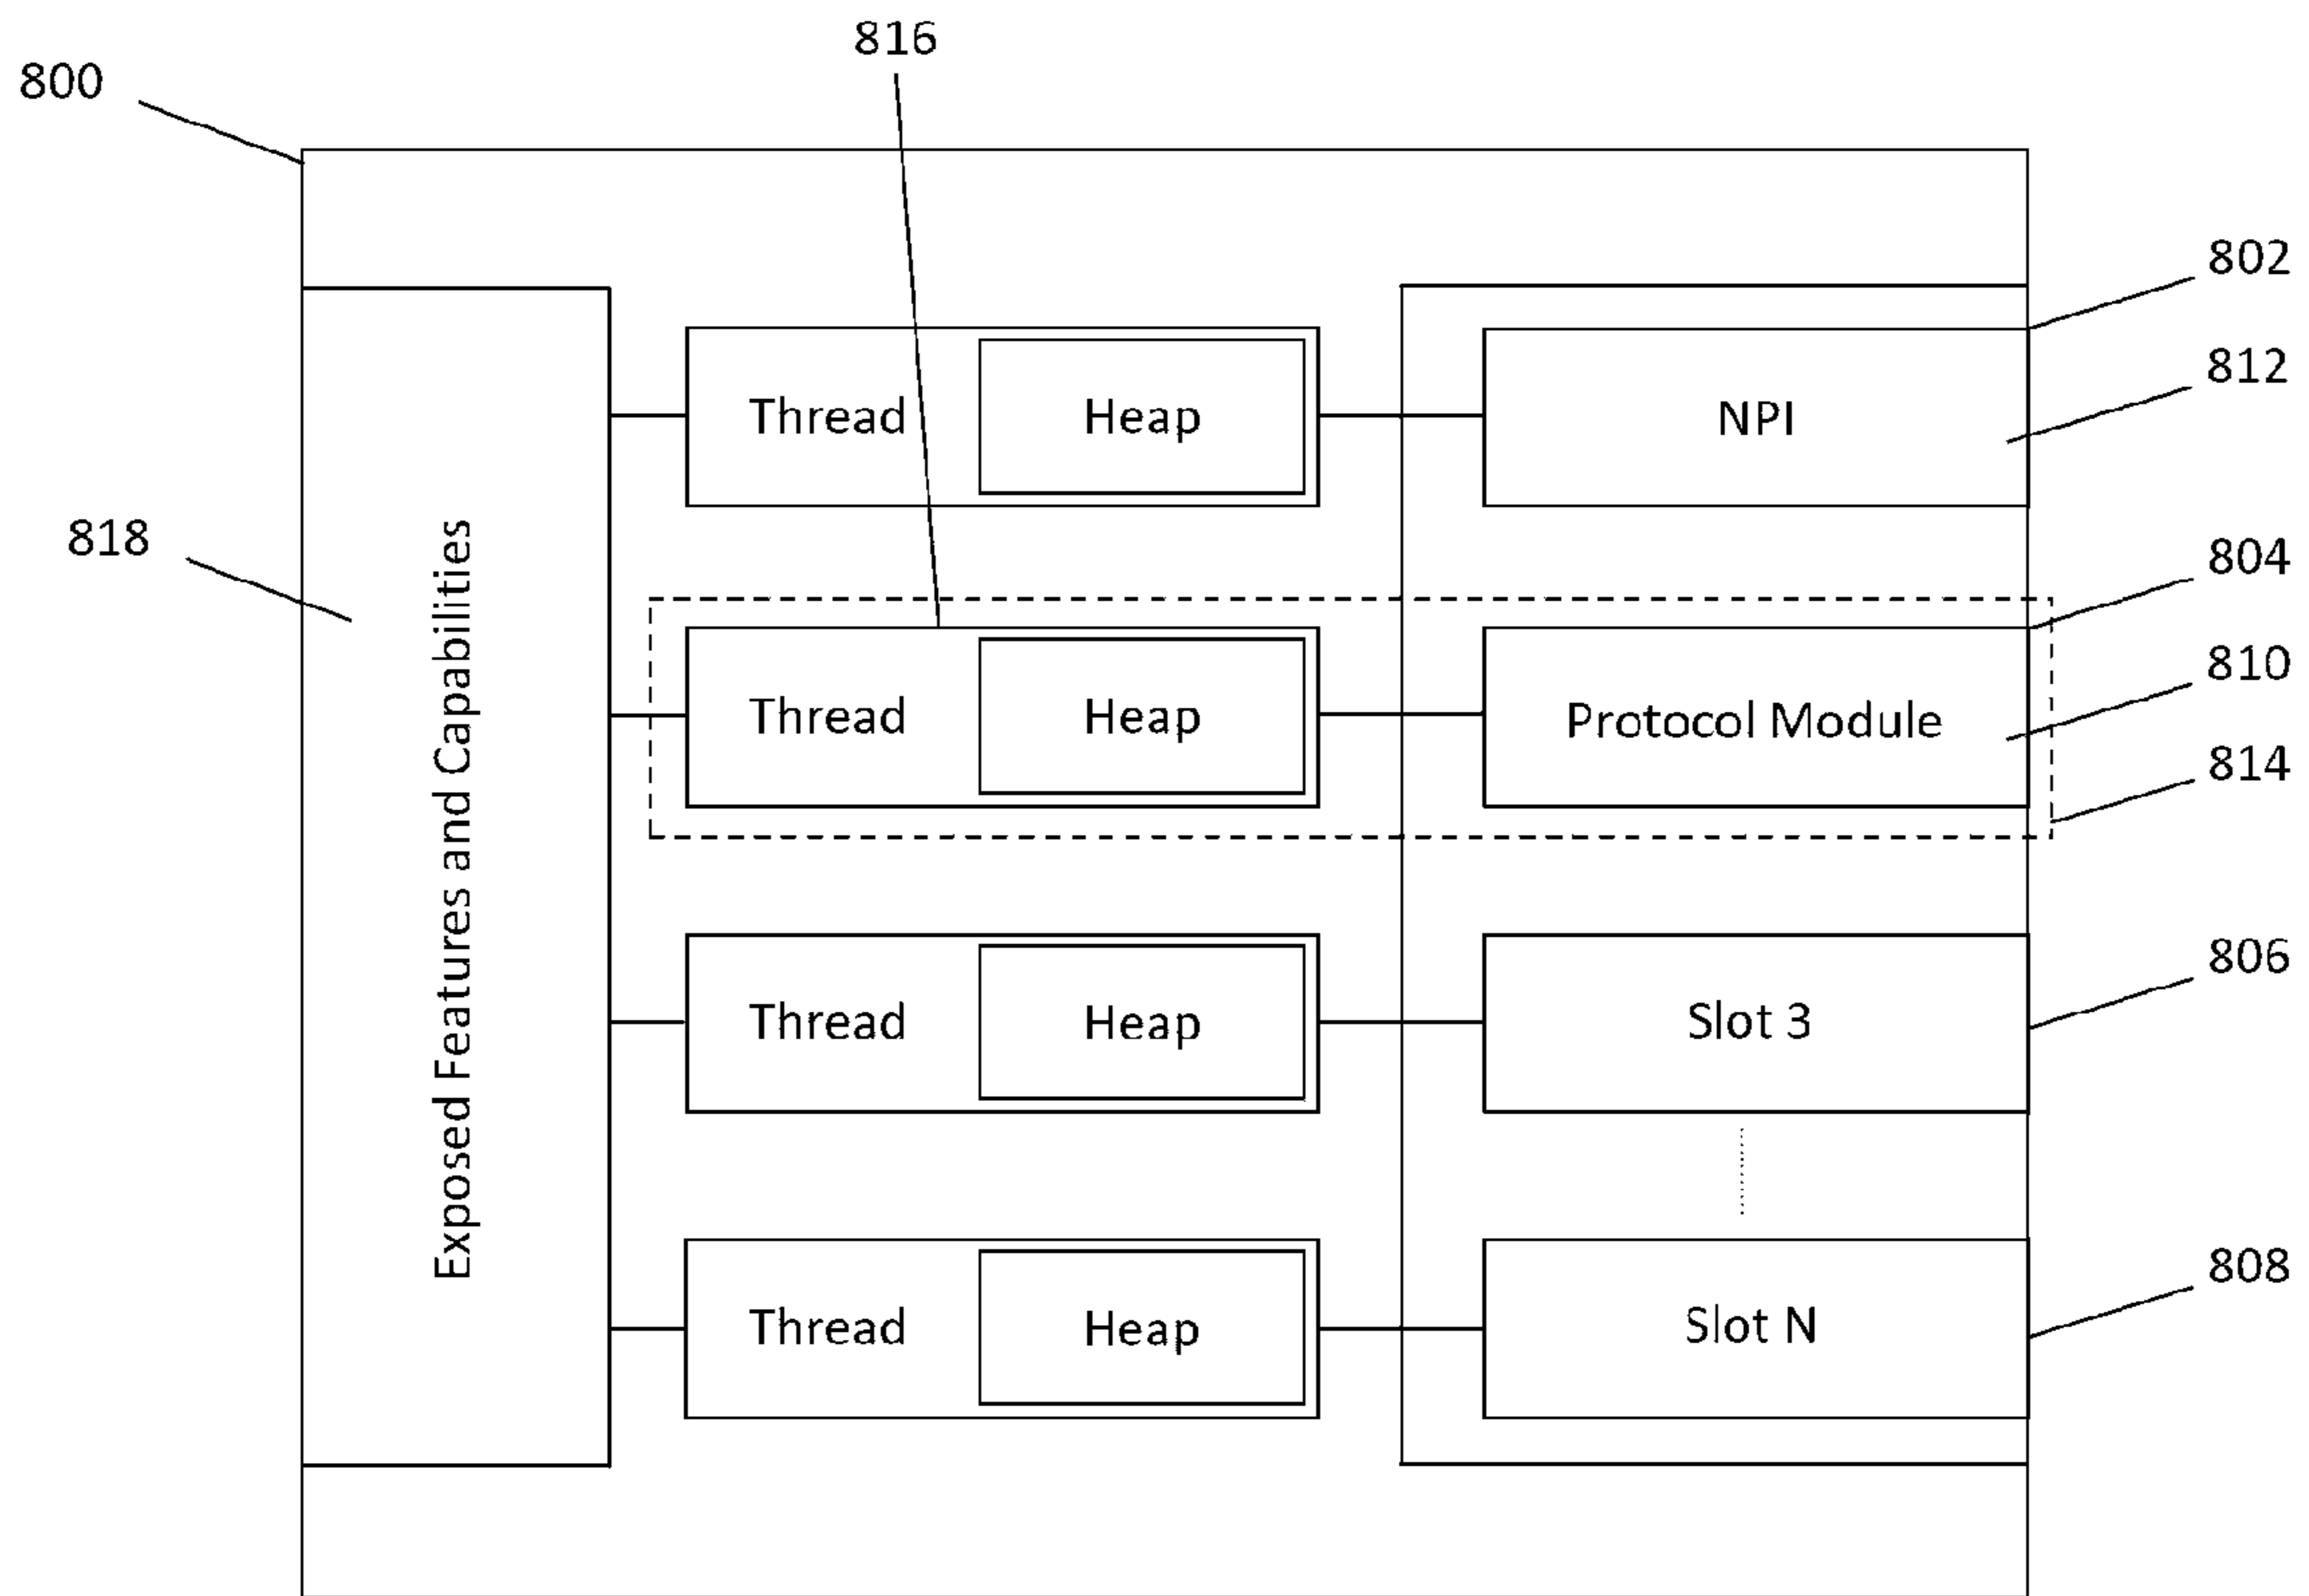 816
800
802
Thread Heap NPI
812
818
Exposed Features and Capabilities
804
Thread Heap Protocol Module
810
814
Thread Heap Slot 3
806
Thread Heap Slot N
808